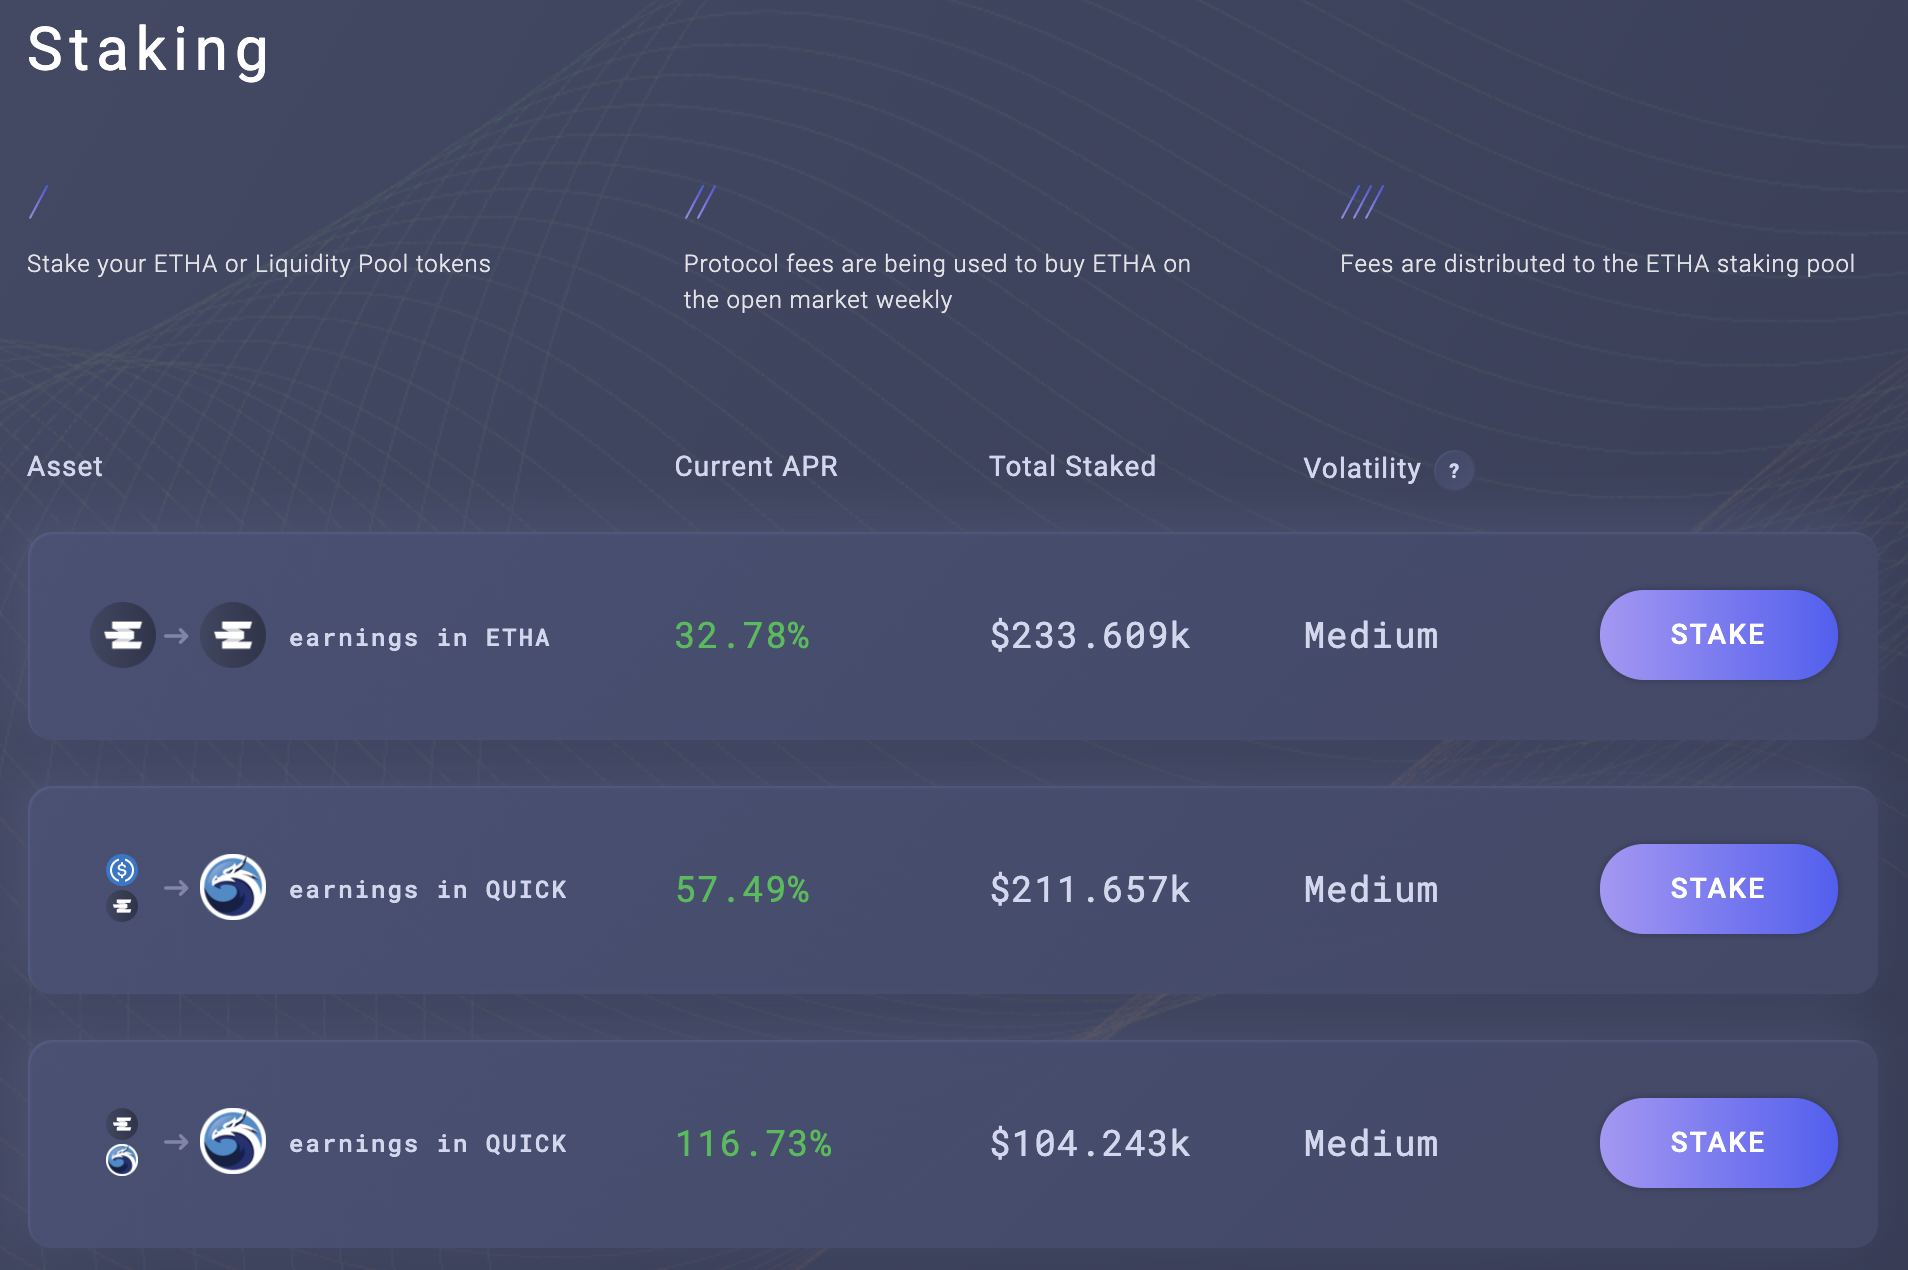 Staking
Stake your ETHA or Liquidity Pool tokens
Protocol fees are being used to buy ETHA on
the open market weekly
Fees are distributed to the ETHA staking pool
Asset Current APR Total Staked Volatility ?
earnings in ETHA 32.78% $233.609k Medium STAKE
earnings in QUICK 57.49% $211.657k Medium STAKE
earnings in QUICK 116.73% $104.243k Medium STAKE